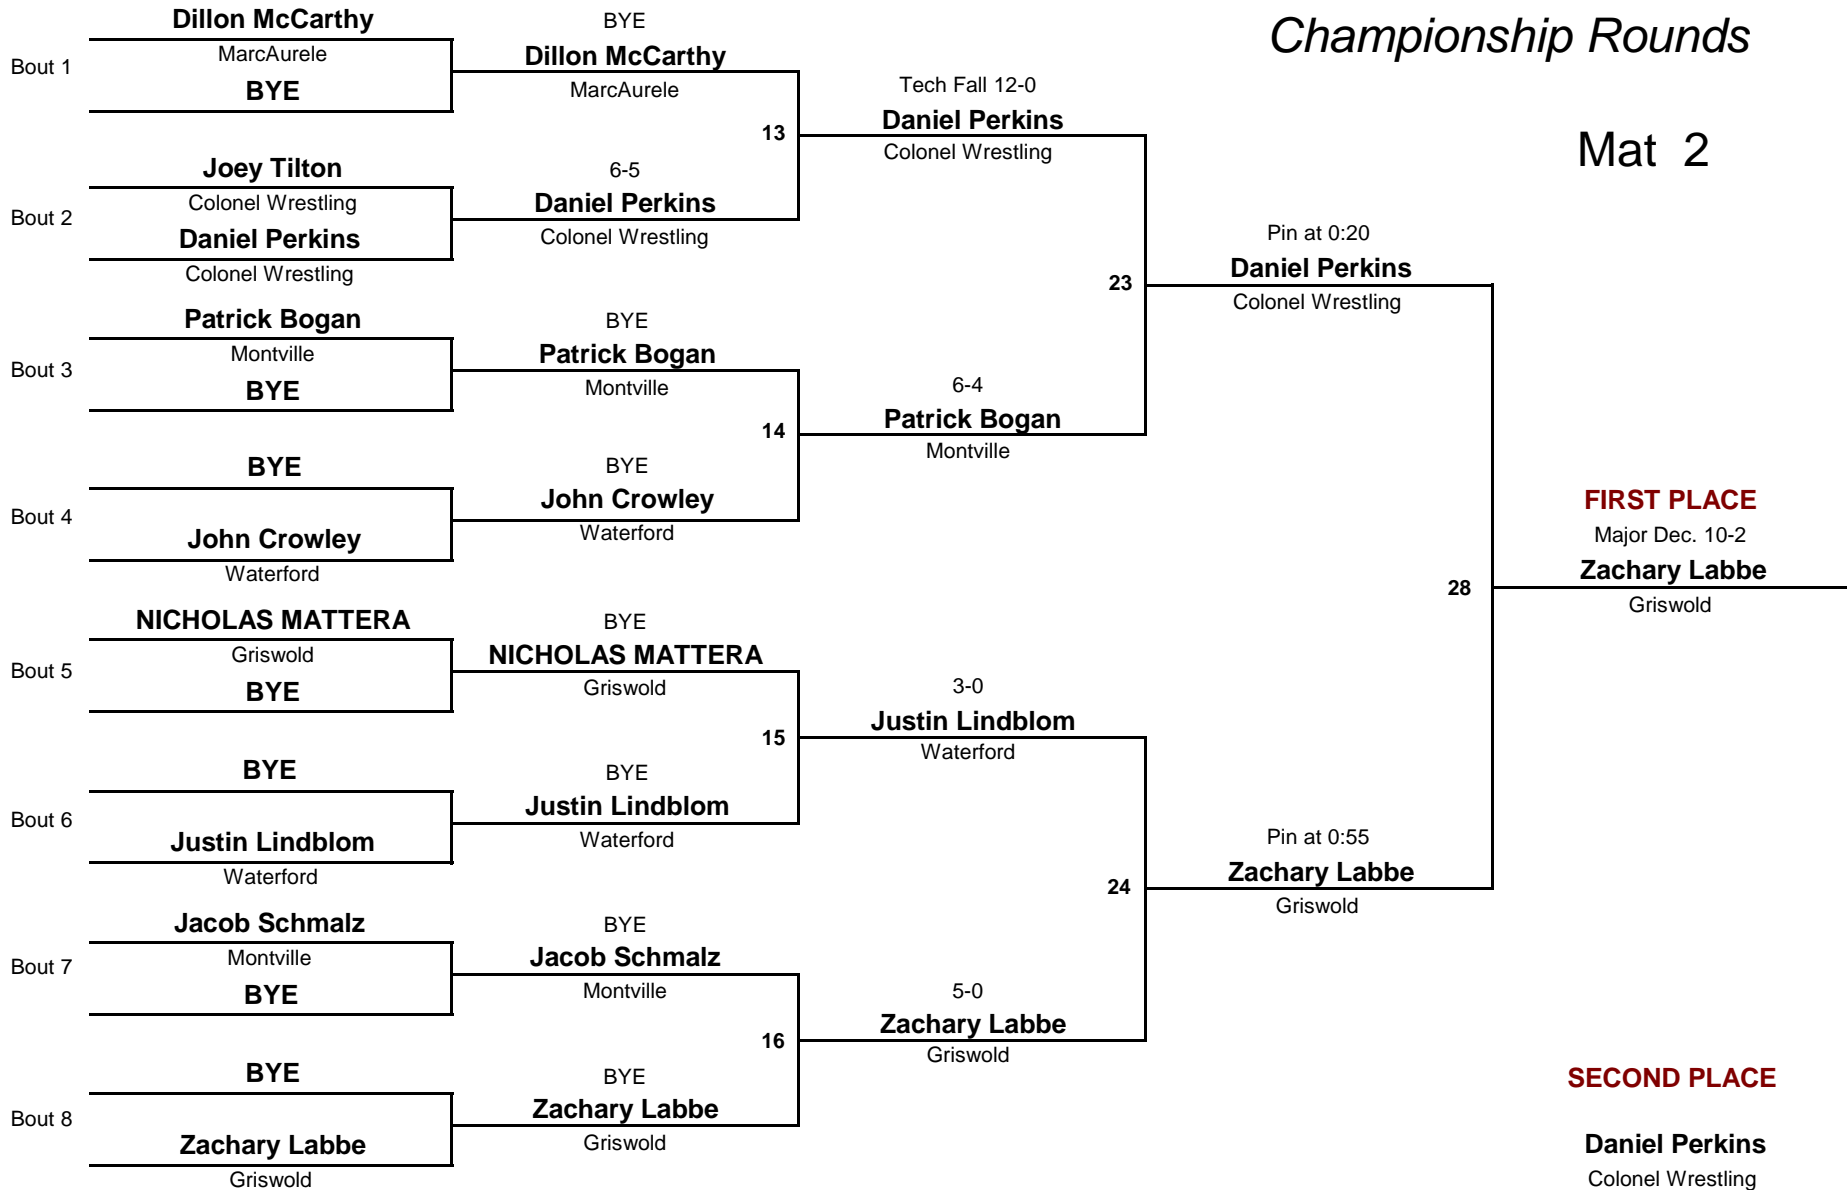 Championship Rounds
Mat 2
Bout 1
Dillon McCarthy
MarcAurele
BYE
Bout 2
Joey Tilton
Colonel Wrestling
Daniel Perkins
Colonel Wrestling
Bout 3
Patrick Bogan
Montville
BYE
Bout 4
BYE
John Crowley
Waterford
Bout 5
NICHOLAS MATTERA
Griswold
BYE
Bout 6
BYE
Justin Lindblom
Waterford
Bout 7
Jacob Schmalz
Montville
BYE
Bout 8
BYE
Zachary Labbe
Griswold
BYE
Dillon McCarthy
MarcAurele
13
6-5
Daniel Perkins
Colonel Wrestling
BYE
Patrick Bogan
Montville
14
BYE
John Crowley
Waterford
BYE
NICHOLAS MATTERA
Griswold
15
BYE
Justin Lindblom
Waterford
BYE
Jacob Schmalz
Montville
16
BYE
Zachary Labbe
Griswold
Tech Fall 12-0
Daniel Perkins
Colonel Wrestling
23
6-4
Patrick Bogan
Montville
3-0
Justin Lindblom
Waterford
24
5-0
Zachary Labbe
Griswold
Pin at 0:20
Daniel Perkins
Colonel Wrestling
28
Pin at 0:55
Zachary Labbe
Griswold
FIRST PLACE
Major Dec. 10-2
Zachary Labbe
Griswold
SECOND PLACE
Daniel Perkins
Colonel Wrestling